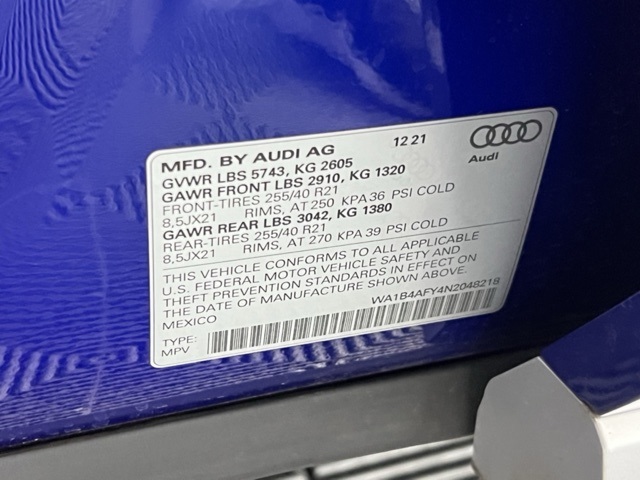 MFD. BY AUDI AG 12 21
GVWR LBS 5743, KG 2605
GAWR FRONT LBS 2910, KG 1320
FRONT-TIRES 255/40 R21
8,5JX21 RIMS, AT 250 KPA 36 PSI COLD
GAWR REAR LBS 3042, KG 1380
REAR-TIRES 255/40 R21
8,5JX21 RIMS, AT 270 KPA 39 PSI COLD
Audi
THIS VEHICLE CONFORMS TO ALL APPLICABLE
U.S. FEDERAL MOTOR VEHICLE SAFETY AND
THEFT PREVENTION STANDARDS IN EFFECT ON
THE DATE OF MANUFACTURE SHOWN ABOVE.
MEXICO WA1B4AFY4N2048218
TYPE:
MPV